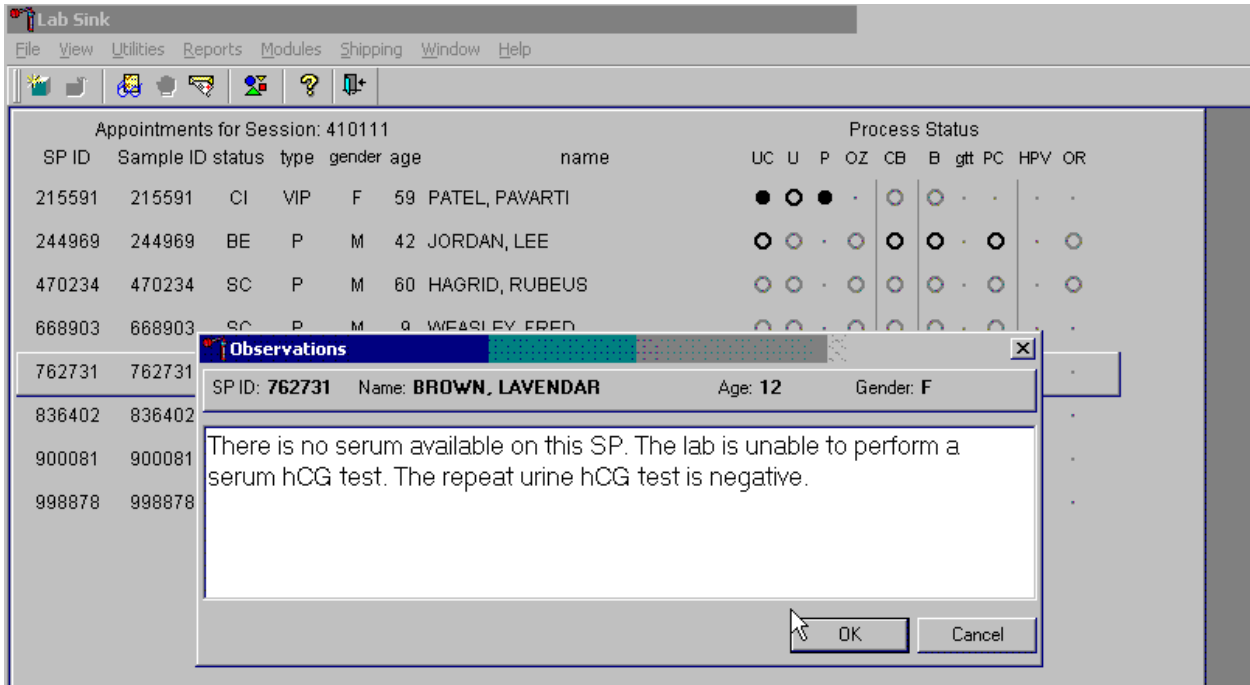 Lab Sink
File View Utilities Reports Modules Shipping Window Help
Appointments for Session: 410111 Process Status
SP ID Sample ID status type gender age name UC U P OZ CB B gtt PC HPV OR
215591 215591 CI VIP F 59 PATEL, PAVARTI
244969 244969 BE P M 42 JORDAN, LEE
470234 470234 SC P M 60 HAGRID, RUBEUS
668903 668903 SC P M 9 WEASLEY, FRED
Observations
762731 762731
SP ID: 762731 Name: BROWN, LAVENDAR Age: 12 Gender: F
836402 836402
There is no serum available on this SP. The lab is unable to perform a
900081 900081
serum hCG test. The repeat urine hCG test is negative.
998878 998878
OK Cancel